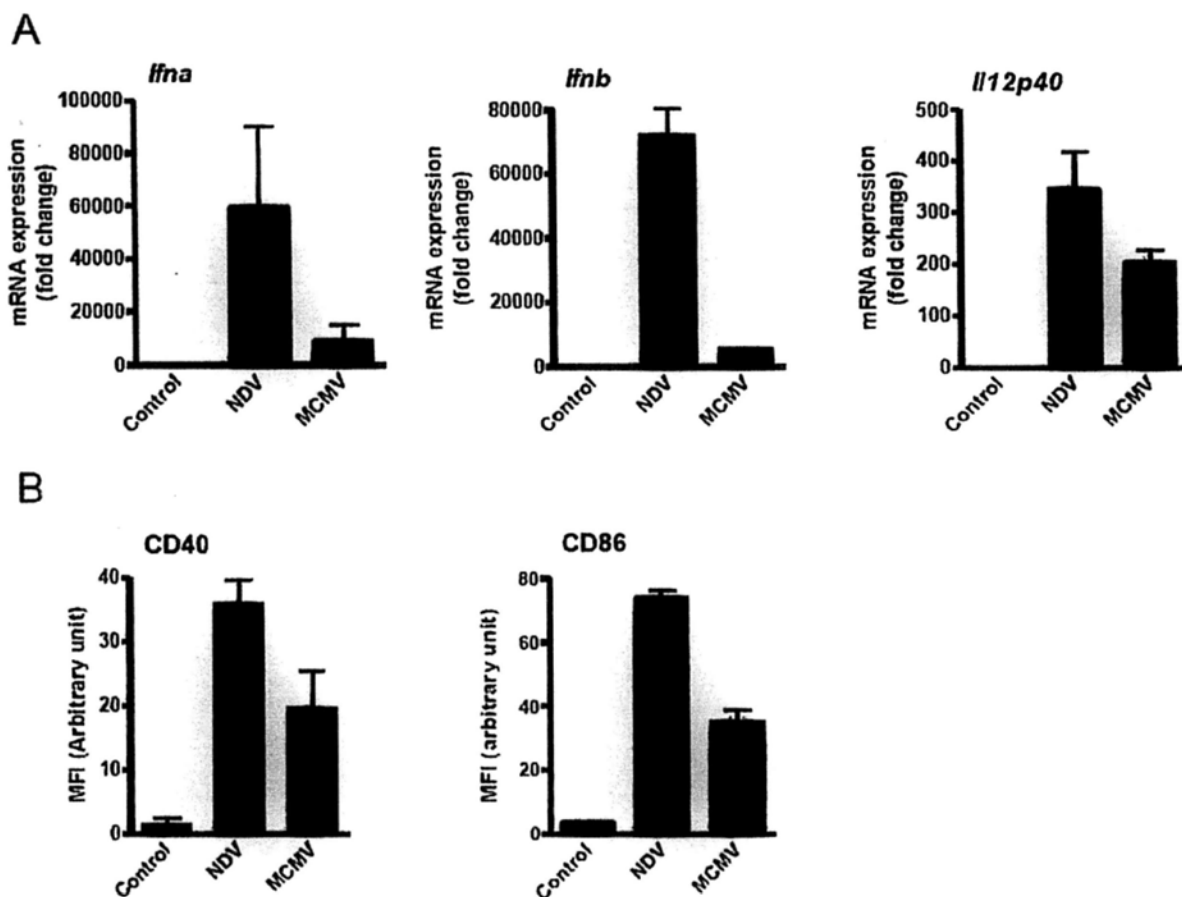 A
Ifna
mRNA expression
(fold change)
100000
80000
60000
40000
20000
0
Control
NDV
MCMV
Ifnb
mRNA expression
(fold change)
80000
60000
40000
20000
0
Control
NDV
MCMV
Il12p40
mRNA expression
(fold change)
500
400
300
200
100
0
Control
NDV
MCMV
B
CD40
MFI (Arbitrary unit)
40
30
20
10
0
Control
NDV
MCMV
CD86
MFI (arbitrary unit)
80
60
40
20
0
Control
NDV
MCMV